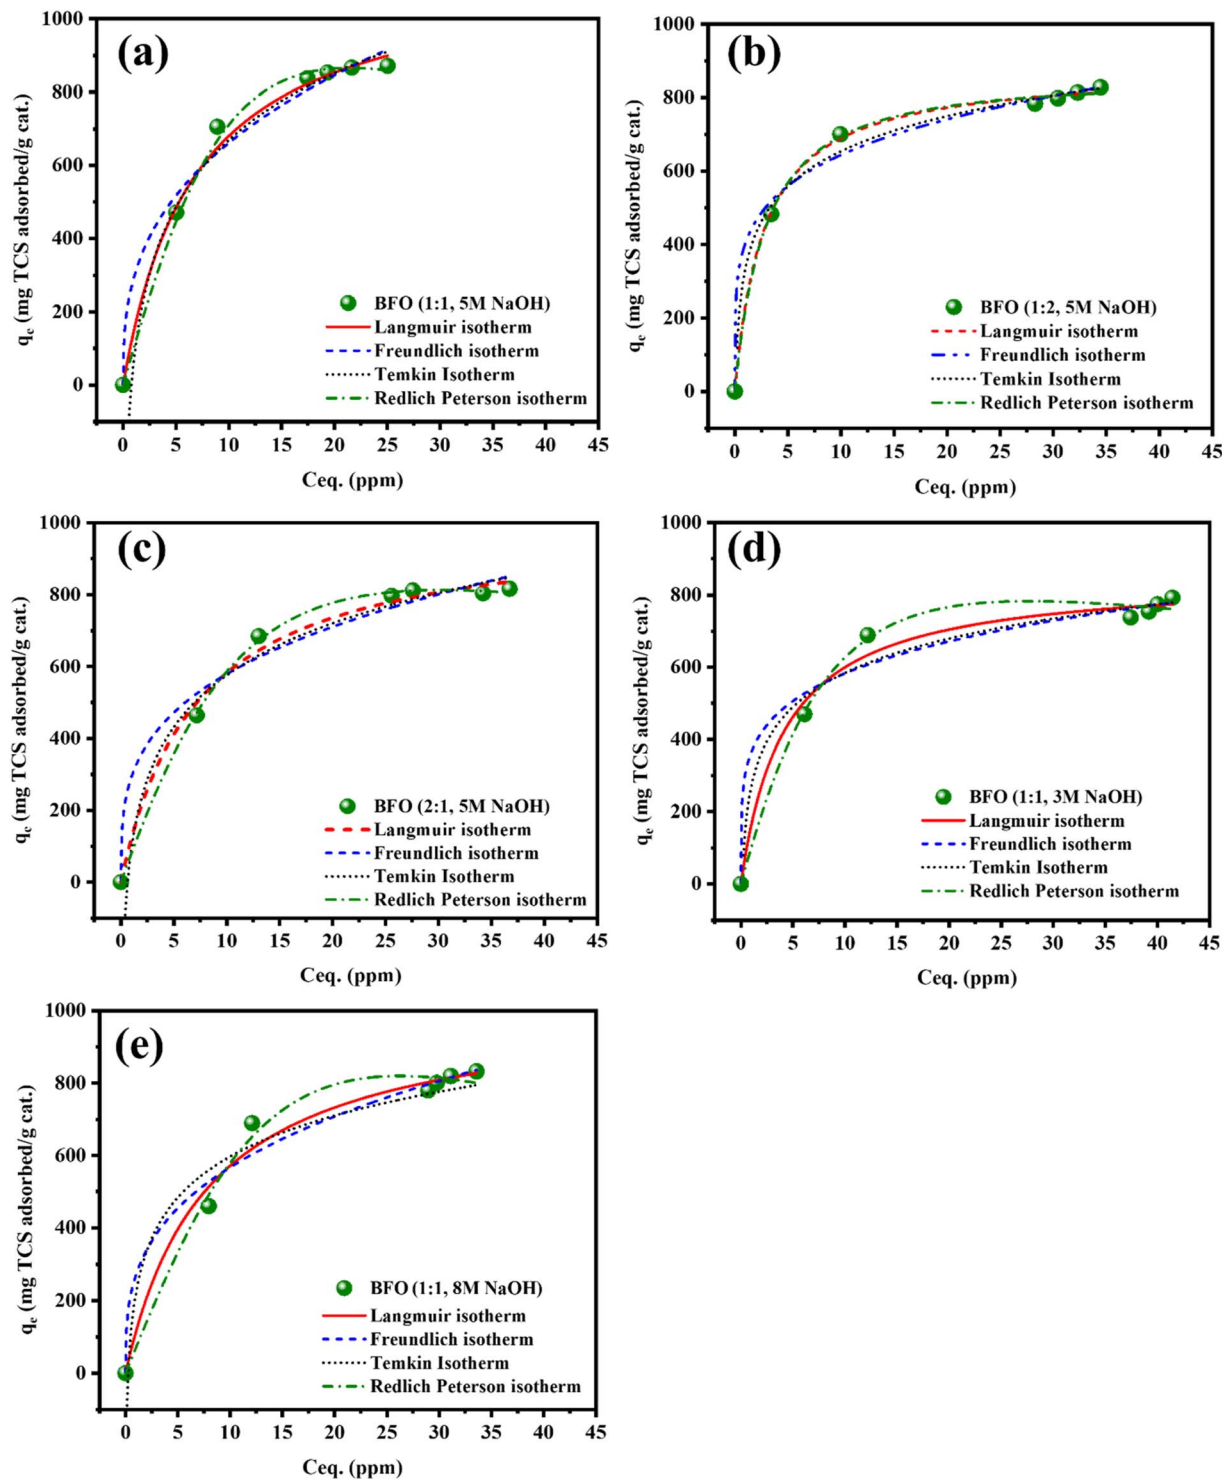 (a)
1000
800
600
400
200
0
qe (mg TCS adsorbed/g cat.)
BFO (1:1, 5M NaOH)
Langmuir isotherm
Freundlich isotherm
Temkin Isotherm
Redlich Peterson isotherm
0 5 10 15 20 25 30 35 40 45
Ceq. (ppm)
(b)
1000
800
600
400
200
0
qe (mg TCS adsorbed/g cat.)
BFO (1:2, 5M NaOH)
Langmuir isotherm
Freundlich isotherm
Temkin Isotherm
Redlich Peterson isotherm
0 5 10 15 20 25 30 35 40 45
Ceq. (ppm)
(c)
1000
800
600
400
200
0
qe (mg TCS adsorbed/g cat.)
BFO (2:1, 5M NaOH)
Langmuir isotherm
Freundlich isotherm
Temkin Isotherm
Redlich Peterson isotherm
0 5 10 15 20 25 30 35 40 45
Ceq. (ppm)
(d)
1000
800
600
400
200
0
qe (mg TCS adsorbed/g cat.)
BFO (1:1, 3M NaOH)
Langmuir isotherm
Freundlich isotherm
Temkin Isotherm
Redlich Peterson isotherm
0 5 10 15 20 25 30 35 40 45
Ceq. (ppm)
(e)
1000
800
600
400
200
0
qe (mg TCS adsorbed/g cat.)
BFO (1:1, 8M NaOH)
Langmuir isotherm
Freundlich isotherm
Temkin Isotherm
Redlich Peterson isotherm
0 5 10 15 20 25 30 35 40 45
Ceq. (ppm)